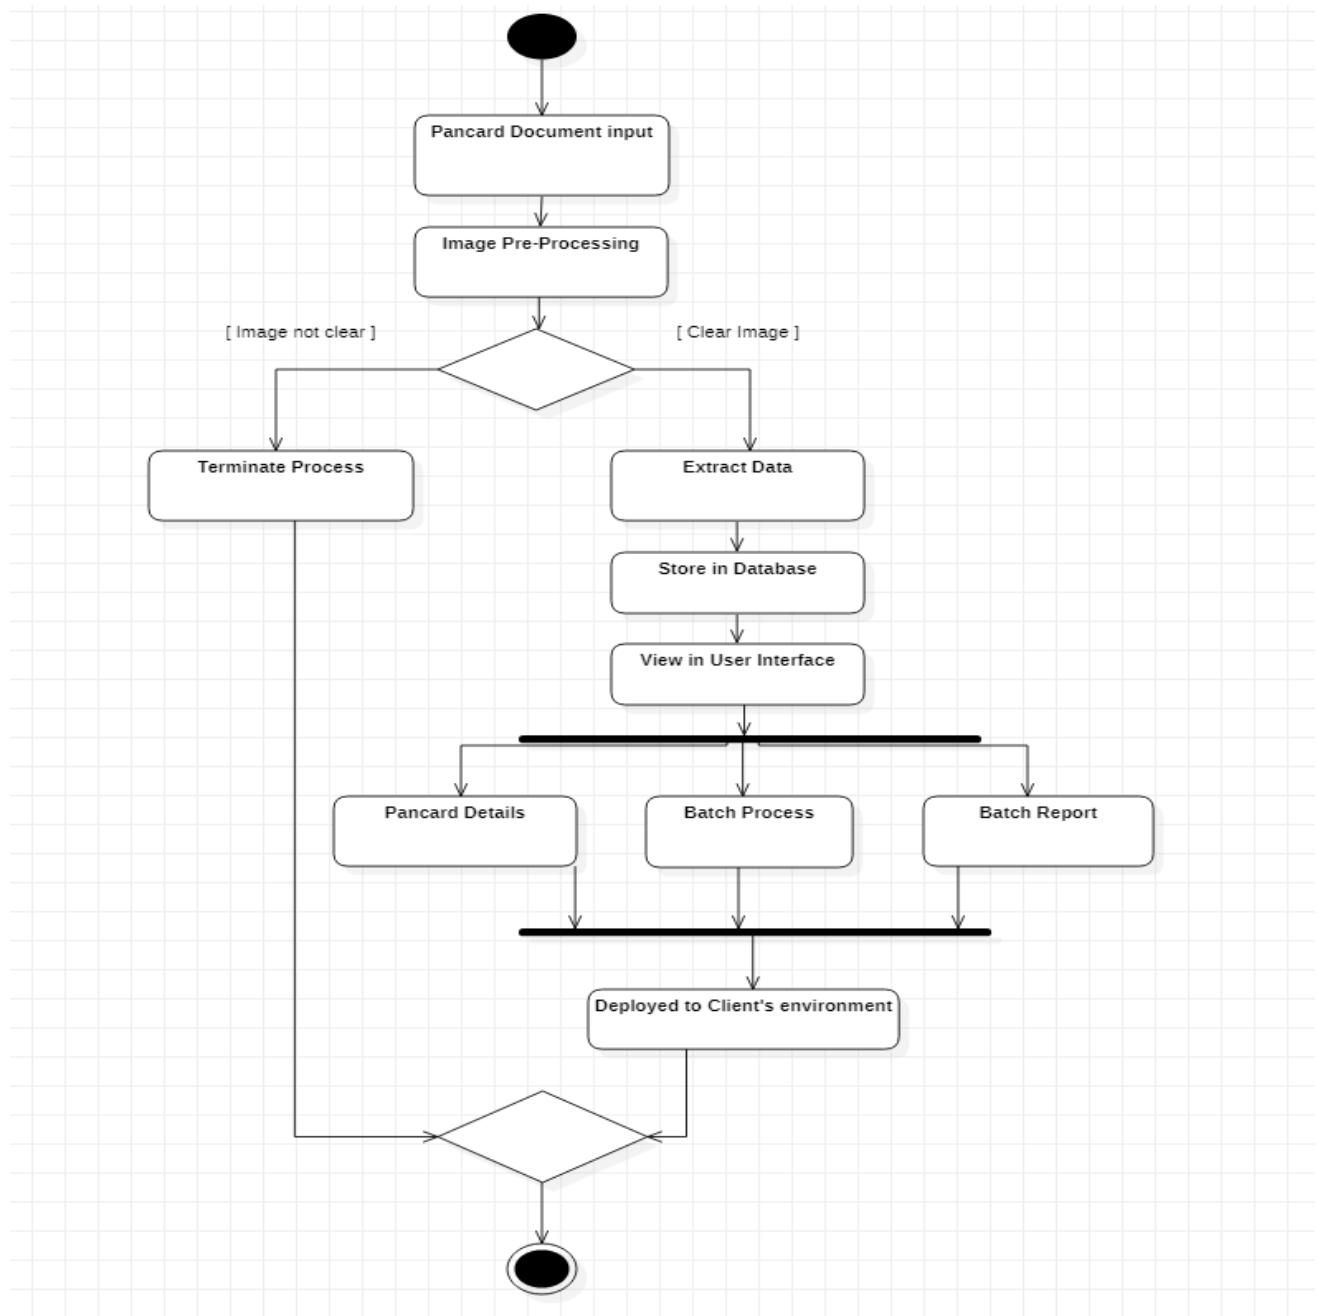 Pancard Document input
Image Pre-Processing
[ Image not clear ]
[ Clear Image ]
Terminate Process
Extract Data
Store in Database
View in User Interface
Pancard Details
Batch Process
Batch Report
Deployed to Client's environment